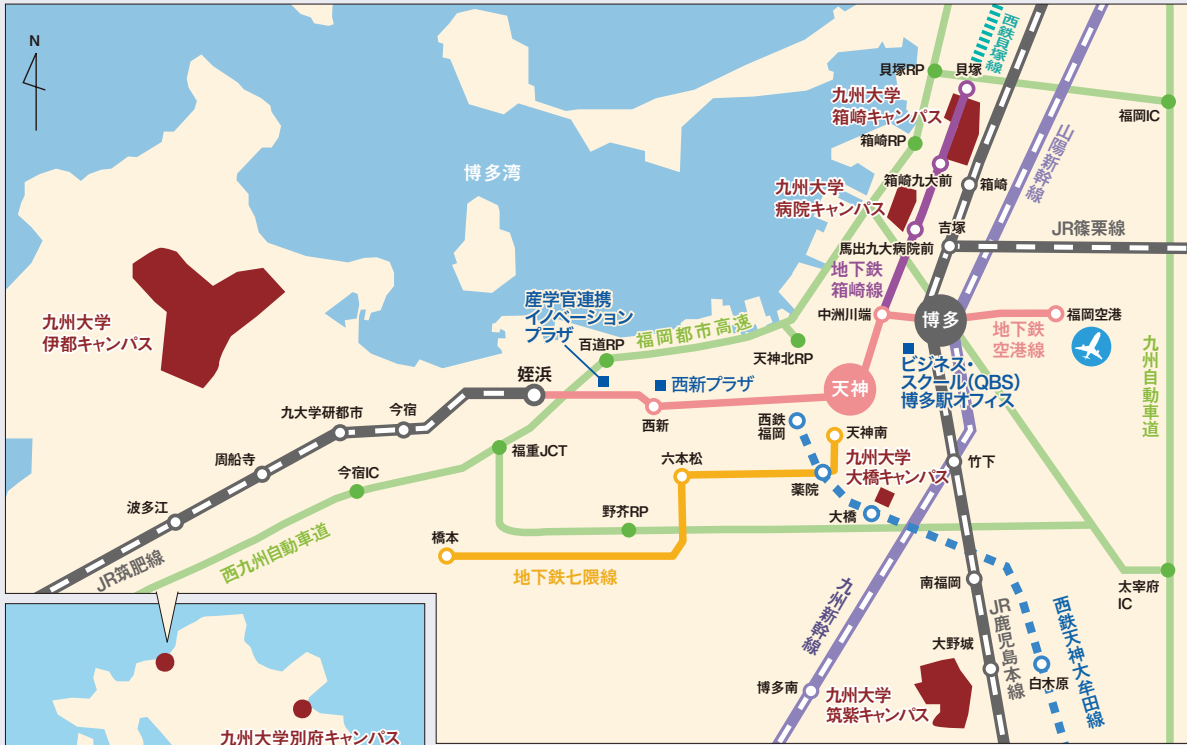 N
西鉄貝塚線
貝塚RP
貝塚
九州大学
箱崎キャンパス
福岡IC
箱崎RP
山陽新幹線
博多湾
箱崎九大前
箱崎
九州大学
病院キャンパス
吉塚
JR篠栗線
馬出九大病院前
地下鉄
箱崎線
産学官連携
イノベーション
プラザ
中洲川端
博多
福岡空港
九州大学
伊都キャンパス
福岡都市高速
地下鉄
空港線
百道RP
天神北RP
九州自動車道
姪浜
西新プラザ
天神
ビジネス・
スクール(QBS)
博多駅オフィス
九大学研都市
今宿
西新
西鉄
福岡
天神南
周船寺
今宿IC
福重JCT
六本松
九州大学
大橋キャンパス
竹下
薬院
波多江
野芥RP
大橋
橋本
JR筑肥線
西九州自動車道
地下鉄七隈線
南福岡
太宰府
IC
九州新幹線
JR鹿児島本線
西鉄天神大牟田線
大野城
白木原
博多南
九州大学
筑紫キャンパス
九州大学別府キャンパス